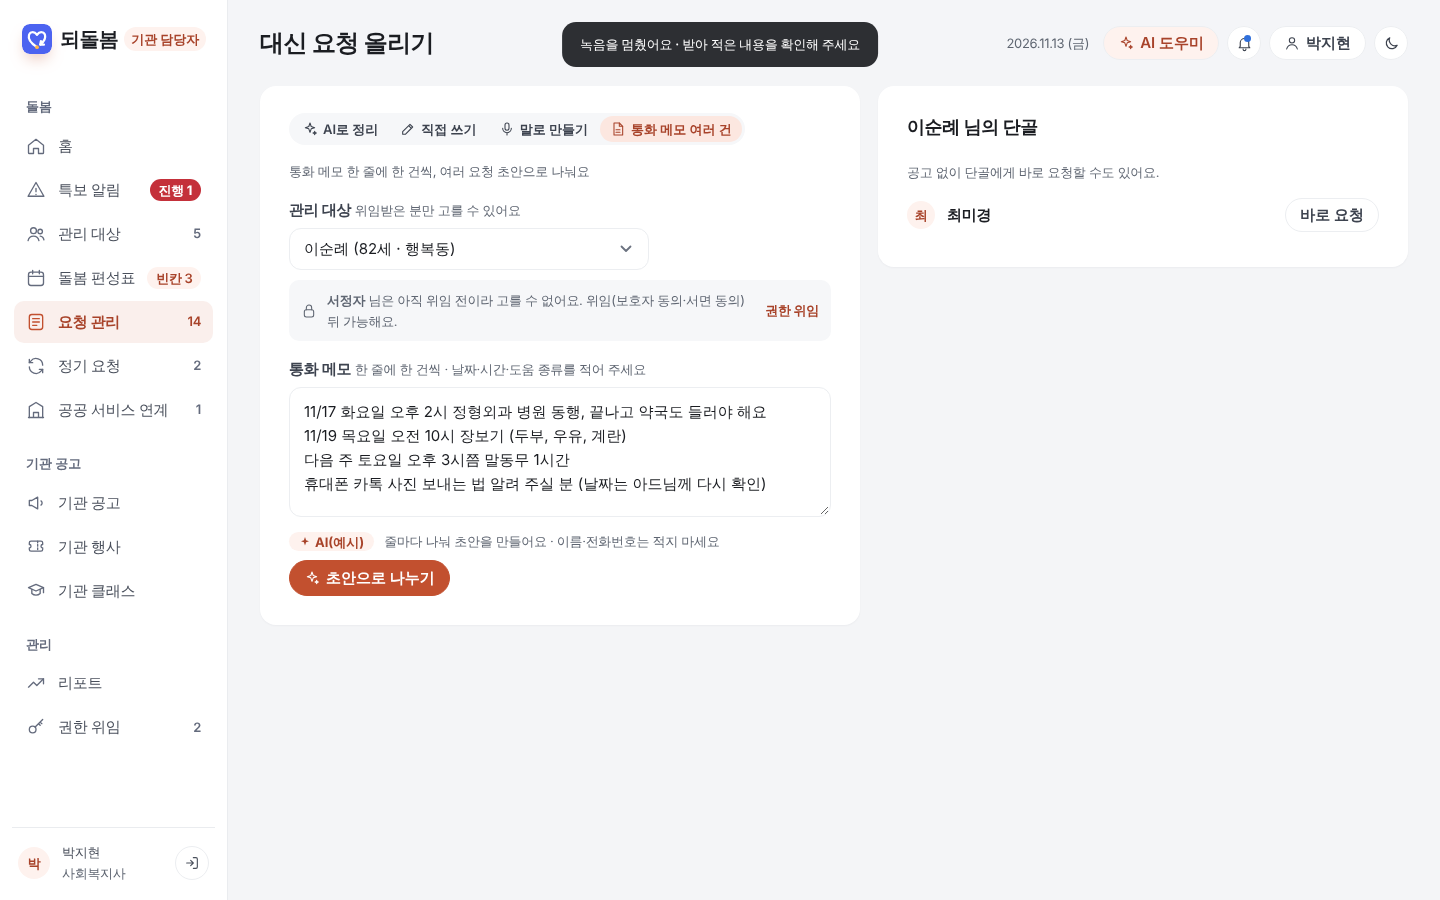 되돌봄 기관 담당자
돌봄
홈
특보 알림 진행 1
관리 대상 5
돌봄 편성표 빈칸 3
요청 관리 14
정기 요청 2
공공 서비스 연계 1
기관 공고
기관 공고
기관 행사
기관 클래스
관리
리포트
권한 위임 2
박 박지현
사회복지사
대신 요청 올리기
녹음을 멈췄어요 · 받아 적은 내용을 확인해 주세요
2026.11.13 (금) AI 도우미 박지현
AI로 정리 직접 쓰기 말로 만들기 통화 메모 여러 건
통화 메모 한 줄에 한 건씩, 여러 요청 초안으로 나눠요
관리 대상 위임받은 분만 고를 수 있어요
이순례 (82세 · 행복동)
서정자 님은 아직 위임 전이라 고를 수 없어요. 위임(보호자 동의·서면 동의)
뒤 가능해요.
권한 위임
통화 메모 한 줄에 한 건씩 · 날짜·시간·도움 종류를 적어 주세요
11/17 화요일 오후 2시 정형외과 병원 동행, 끝나고 약국도 들러야 해요
11/19 목요일 오전 10시 장보기 (두부, 우유, 계란)
다음 주 토요일 오후 3시쯤 말동무 1시간
휴대폰 카톡 사진 보내는 법 알려 주실 분 (날짜는 아드님께 다시 확인)
AI(예시) 줄마다 나눠 초안을 만들어요 · 이름·전화번호는 적지 마세요
초안으로 나누기
이순례 님의 단골
공고 없이 단골에게 바로 요청할 수도 있어요.
최 최미경 바로 요청